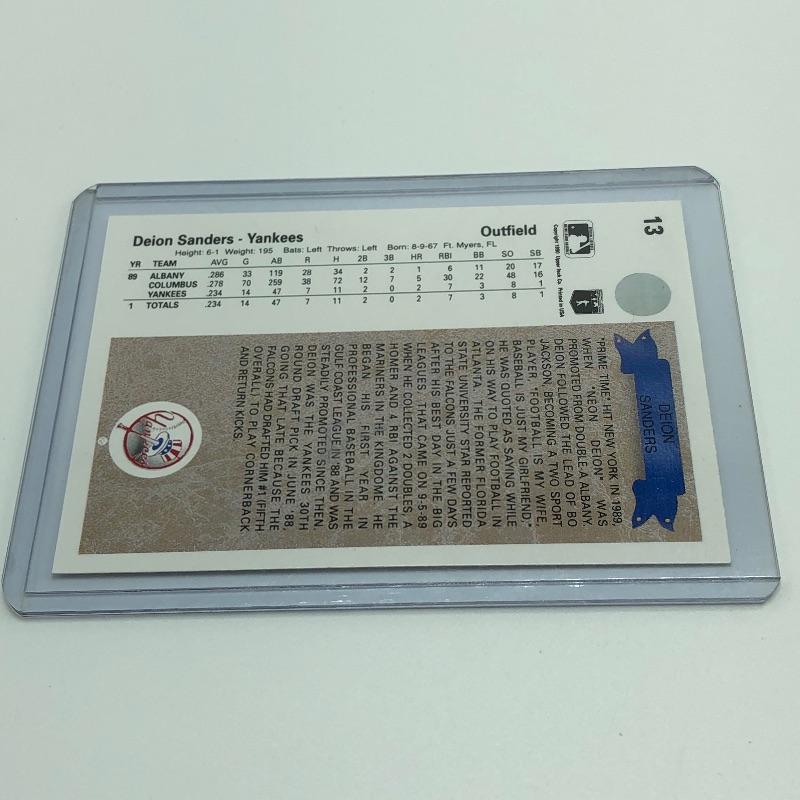 13
Copyright 1990 Upper Deck Co. Printed in USA
Deion Sanders - Yankees Outfield
Height: 6-1 Weight: 195 Bats: Left Throws: Left Born: 8-9-67 Ft. Myers, FL
YR TEAM AVG G AB R H 2B 3B HR RBI BB SO SB
89 ALBANY .286 33 119 28 34 2 2 1 6 11 20 17
COLUMBUS .278 70 259 38 72 12 7 5 30 22 48 16
YANKEES .234 14 47 7 11 2 0 2 7 3 8 1
1 TOTALS .234 14 47 7 11 2 0 2 7 3 8 1
DEION
SANDERS
"PRIME TIME" HIT NEW YORK IN 1989,
WHEN "NEON DEION" WAS
PROMOTED FROM DOUBLE A ALBANY.
DEION FOLLOWED THE LEAD OF BO
JACKSON, BECOMING A TWO SPORT
PLAYER. "FOOTBALL IS MY WIFE,
BASEBALL IS JUST MY GIRLFRIEND,"
HE WAS QUOTED AS SAYING WHILE
ON HIS WAY TO PLAY FOOTBALL IN
ATLANTA. THE FORMER FLORIDA
STATE UNIVERSITY STAR REPORTED
TO THE FALCONS JUST A FEW DAYS
AFTER HIS BEST DAY IN THE BIG
LEAGUES. THAT CAME ON 9-5-89
WHEN HE COLLECTED 2 DOUBLES, A
HOMER AND 4 RBI AGAINST THE
MARINERS IN THE KINGDOME. HE
BEGAN HIS FIRST YEAR IN
PROFESSIONAL BASEBALL IN THE
GULF COAST LEAGUE IN '88 AND WAS
STEADILY PROMOTED SINCE THEN.
DEION WAS THE YANKEES 30TH
ROUND DRAFT PICK IN JUNE '88,
GOING THAT LATE BECAUSE THE
FALCONS HAD DRAFTED HIM #1 (FIFTH
OVERALL) TO PLAY CORNERBACK
AND RETURN KICKS.
Yankees